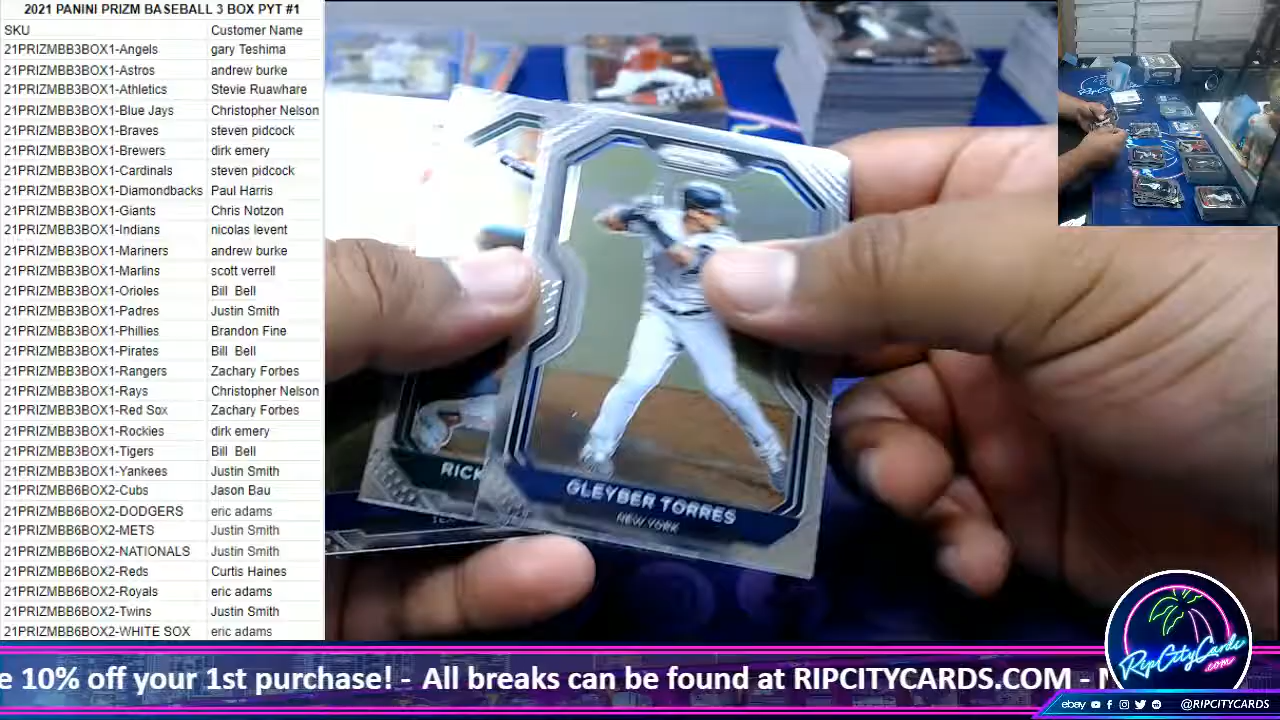 2021 PANINI PRIZM BASEBALL 3 BOX PYT #1
SKU Customer Name
21PRIZMBB3BOX1-Angels gary Teshima
21PRIZMBB3BOX1-Astros andrew burke
21PRIZMBB3BOX1-Athletics Stevie Ruawhare
21PRIZMBB3BOX1-Blue Jays Christopher Nelson
21PRIZMBB3BOX1-Braves steven pidcock
21PRIZMBB3BOX1-Brewers dirk emery
21PRIZMBB3BOX1-Cardinals steven pidcock
21PRIZMBB3BOX1-Diamondbacks Paul Harris
21PRIZMBB3BOX1-Giants Chris Notzon
21PRIZMBB3BOX1-Indians nicolas levent
21PRIZMBB3BOX1-Mariners andrew burke
21PRIZMBB3BOX1-Marlins scott verrell
21PRIZMBB3BOX1-Orioles Bill Bell
21PRIZMBB3BOX1-Padres Justin Smith
21PRIZMBB3BOX1-Phillies Brandon Fine
21PRIZMBB3BOX1-Pirates Bill Bell
21PRIZMBB3BOX1-Rangers Zachary Forbes
21PRIZMBB3BOX1-Rays Christopher Nelson
21PRIZMBB3BOX1-Red Sox Zachary Forbes
21PRIZMBB3BOX1-Rockies dirk emery
21PRIZMBB3BOX1-Tigers Bill Bell
21PRIZMBB3BOX1-Yankees Justin Smith
21PRIZMBB6BOX2-Cubs Jason Bau
21PRIZMBB6BOX2-DODGERS eric adams
21PRIZMBB6BOX2-METS Justin Smith
21PRIZMBB6BOX2-NATIONALS Justin Smith
21PRIZMBB6BOX2-Reds Curtis Haines
21PRIZMBB6BOX2-Royals eric adams
21PRIZMBB6BOX2-Twins Justin Smith
21PRIZMBB6BOX2-WHITE SOX eric adams
STAR
RICK
GLEYBER TORRES
NEW YORK
e 10% off your 1st purchase! - All breaks can be found at RIPCITYCARDS.COM - N
RipCityCards
.com
ebay @RIPCITYCARDS